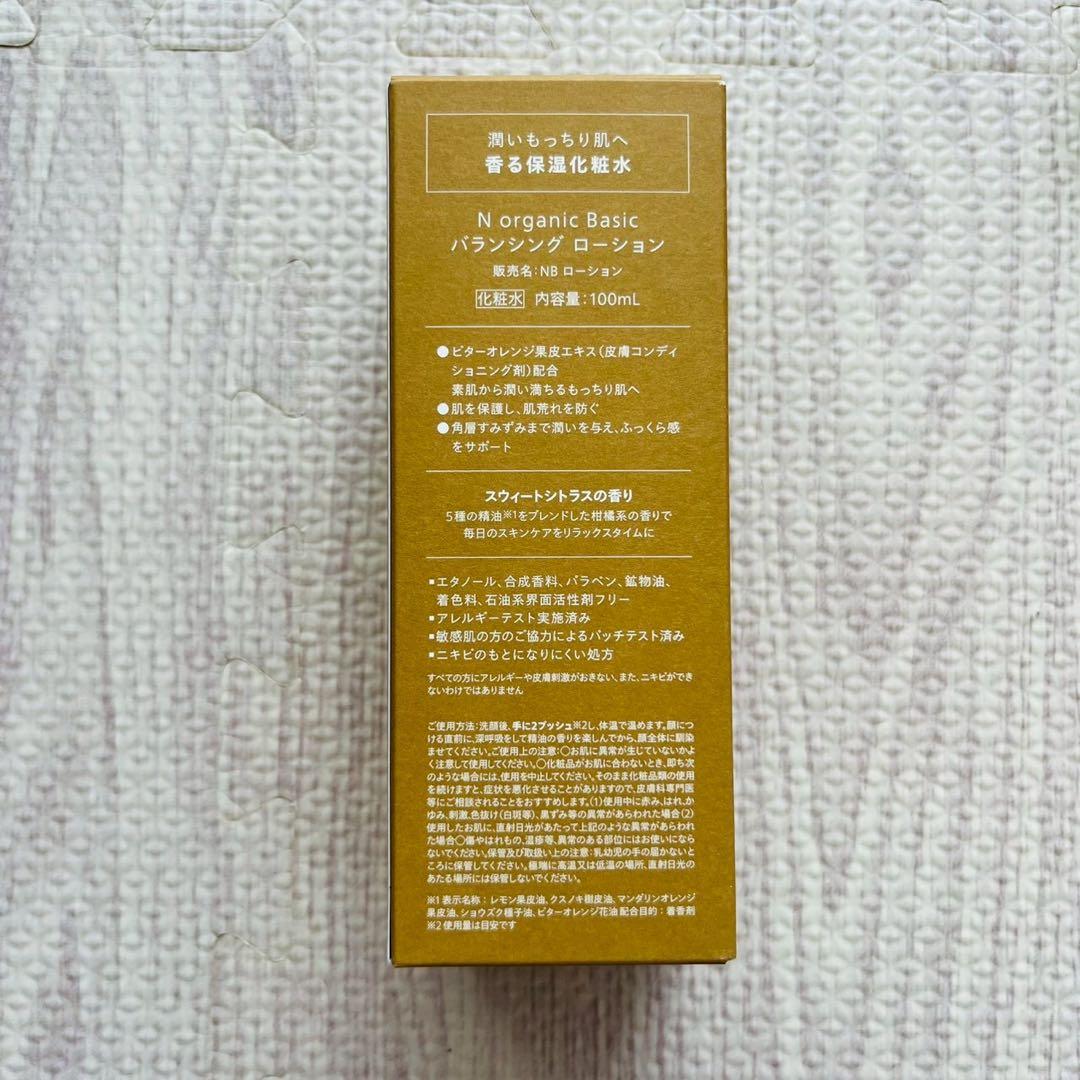 潤いもっちり肌へ
香る保湿化粧水
N organic Basic
バランシング ローション
販売名:NB ローション
化粧水 内容量:100mL
●ビターオレンジ果皮エキス(皮膚コンディ
ショニング剤)配合
素肌から潤い満ちるもっちり肌へ
●肌を保護し、肌荒れを防ぐ
●角層すみずみまで潤いを与え、ふっくら感
をサポート
スウィートシトラスの香り
5種の精油※1をブレンドした柑橘系の香りで
毎日のスキンケアをリラックスタイムに
▪エタノール、合成香料、パラベン、鉱物油、
着色料、石油系界面活性剤フリー
▪アレルギーテスト実施済み
▪敏感肌の方のご協力によるパッチテスト済み
▪ニキビのもとになりにくい処方
すべての方にアレルギーや皮膚刺激がおきない、また、ニキビができ
ないわけではありません
ご使用方法:洗顔後、手に2プッシュ※2し、体温で温めます。顔につ
ける直前に、深呼吸をして精油の香りを楽しんでから、顔全体に馴染
ませてください。ご使用上の注意:○お肌に異常が生じていないかよ
く注意して使用してください。○化粧品がお肌に合わないとき、即ち次
のような場合には、使用を中止してください。そのまま化粧品類の使用
を続けますと、症状を悪化させることがありますので、皮膚科専門医
等にご相談されることをおすすめします。(1)使用中に赤み、はれ、か
ゆみ、刺激、色抜け(白斑等)、黒ずみ等の異常があらわれた場合(2)
使用したお肌に、直射日光があたって上記のような異常があらわれ
た場合○傷やはれもの、湿疹等、異常のある部位にはお使いになら
ないでください。保管及び取扱い上の注意:乳幼児の手の届かないと
ころに保管してください。極端に高温又は低温の場所、直射日光の
あたる場所には保管しないでください。
※1 表示名称:レモン果皮油、クスノキ樹皮油、マンダリンオレンジ
果皮油、ショウズク種子油、ビターオレンジ花油 配合目的:着香剤
※2 使用量は目安です